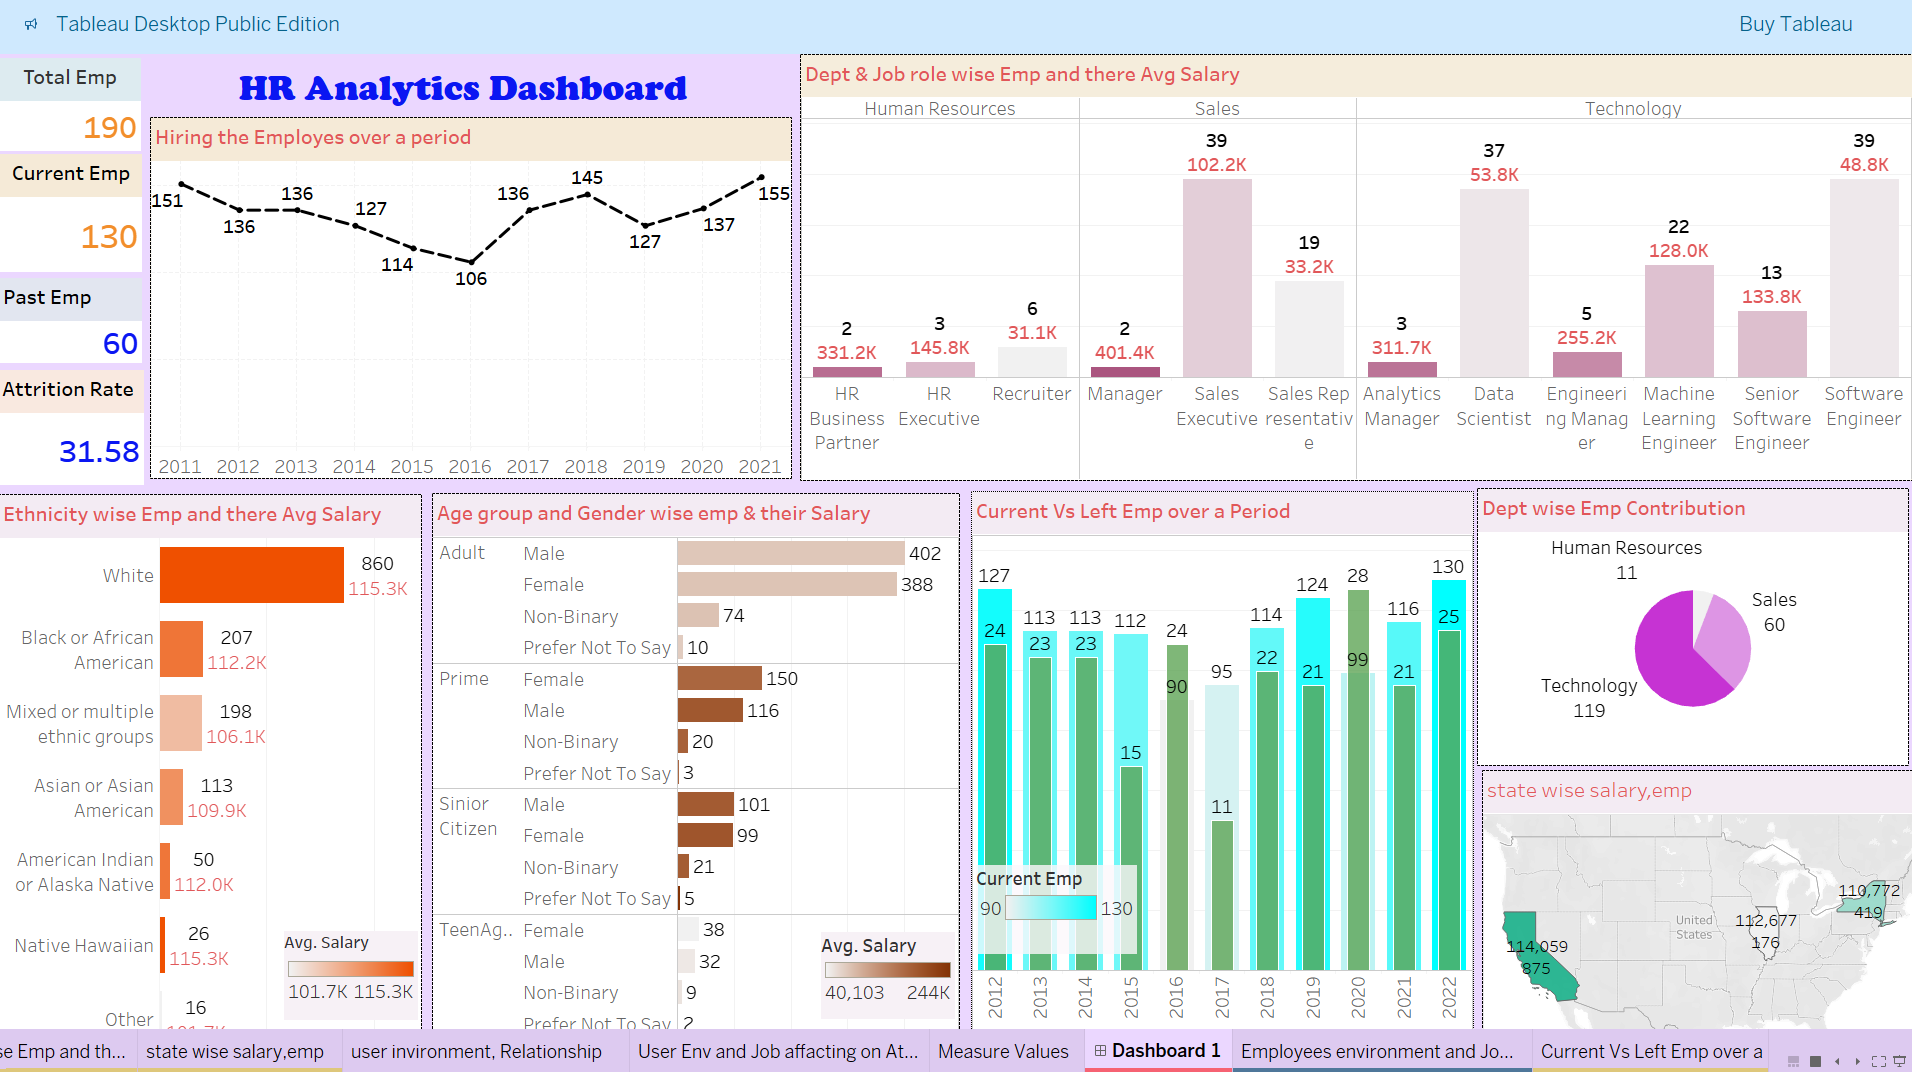 Tableau Desktop Public Edition
Buy Tableau
Total Emp
190
Current Emp
130
Past Emp
60
Attrition Rate
31.58
HR Analytics Dashboard
Hiring the Employes over a period
151
136
136
127
114
106
136
145
127
137
155
2011 2012 2013 2014 2015 2016 2017 2018 2019 2020 2021
Dept & Job role wise Emp and there Avg Salary
Human Resources
Sales
Technology
2
331.2K
3
145.8K
6
31.1K
2
401.4K
39
102.2K
19
33.2K
3
311.7K
37
53.8K
5
255.2K
22
128.0K
13
133.8K
39
48.8K
HR
Business
Partner
HR
Executive
Recruiter
Manager
Sales
Executive
Sales Rep
resentativ
e
Analytics
Manager
Data
Scientist
Engineeri
ng Manag
er
Machine
Learning
Engineer
Senior
Software
Engineer
Software
Engineer
Ethnicity wise Emp and there Avg Salary
White
860
115.3K
Black or African
American
207
112.2K
Mixed or multiple
ethnic groups
198
106.1K
Asian or Asian
American
113
109.9K
American Indian
or Alaska Native
50
112.0K
Native Hawaiian
26
115.3K
Other
16
Avg. Salary
101.7K 115.3K
Age group and Gender wise emp & their Salary
Adult
Male 402
Female 388
Non-Binary 74
Prefer Not To Say 10
Prime
Female 150
Male 116
Non-Binary 20
Prefer Not To Say 3
Sinior
Citizen
Male 101
Female 99
Non-Binary 21
Prefer Not To Say 5
TeenAg..
Female 38
Male 32
Non-Binary 9
Prefer Not To Say 2
Avg. Salary
40,103 244K
Current Vs Left Emp over a Period
127
24
113
23
113
23
112
15
24
90
95
11
114
22
124
21
28
99
116
21
130
25
Current Emp
90 130
2012 2013 2014 2015 2016 2017 2018 2019 2020 2021 2022
Dept wise Emp Contribution
Human Resources
11
Sales
60
Technology
119
state wise salary,emp
United
States
114,059
875
112,677
176
110,772
419
se Emp and th...
state wise salary,emp
user invironment, Relationship
User Env and Job affacting on At...
Measure Values
Dashboard 1
Employees environment and Jo...
Current Vs Left Emp over a